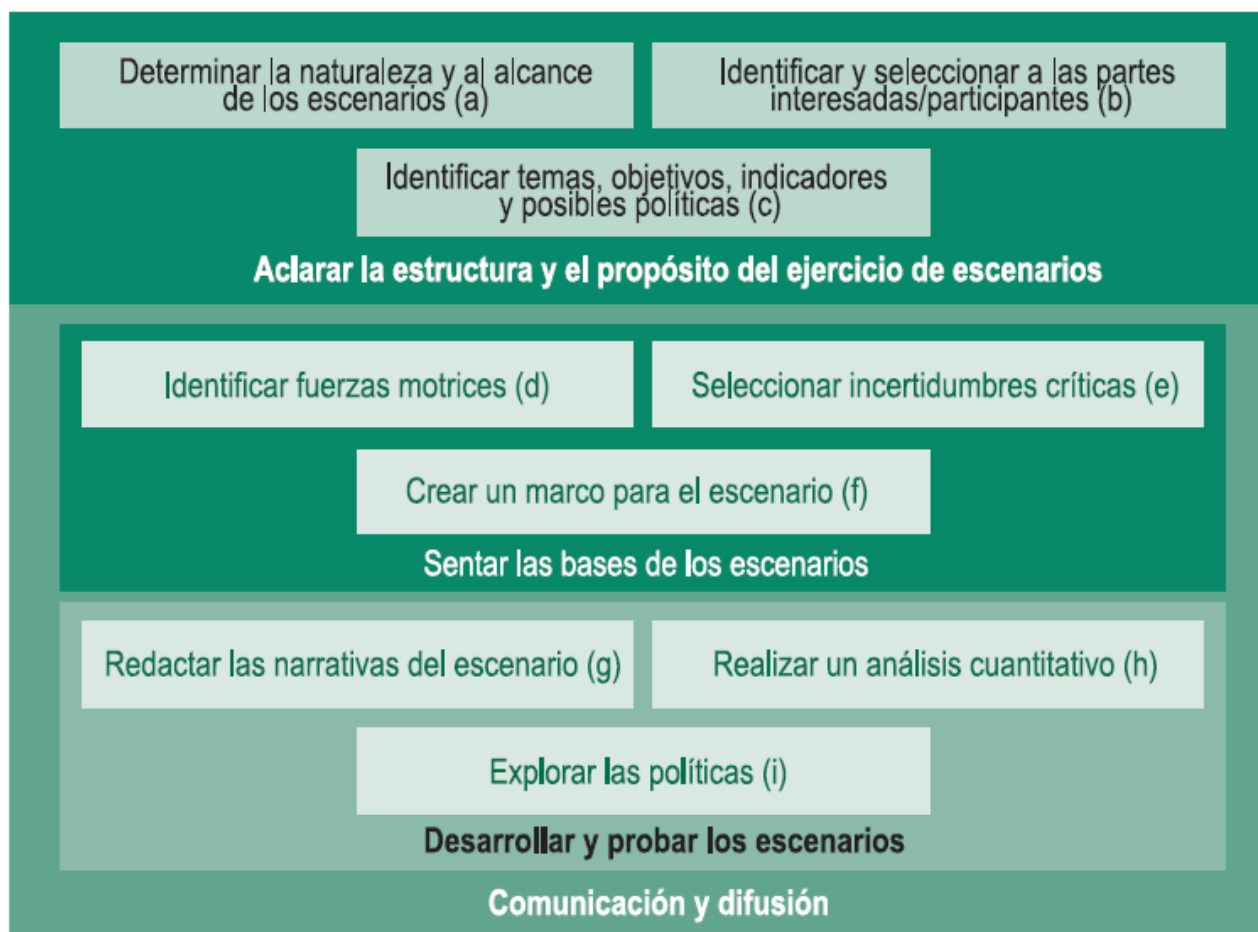 Determinar la naturaleza y al alcance
de los escenarios (a)
Identificar y seleccionar a las partes
interesadas/participantes (b)
Identificar temas, objetivos, indicadores
y posibles políticas (c)
Aclarar la estructura y el propósito del ejercicio de escenarios
Identificar fuerzas motrices (d)
Seleccionar incertidumbres críticas (e)
Crear un marco para el escenario (f)
Sentar las bases de los escenarios
Redactar las narrativas del escenario (g)
Realizar un análisis cuantitativo (h)
Explorar las políticas (i)
Desarrollar y probar los escenarios
Comunicación y difusión